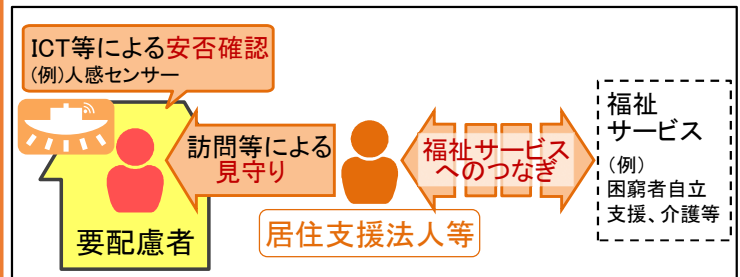 ICT等による安否確認
(例)人感センサー
訪問等による
見守り
福祉サービス
へのつなぎ
福祉
サービス
(例)
困窮者自立
支援、介護等
要配慮者
居住支援法人等